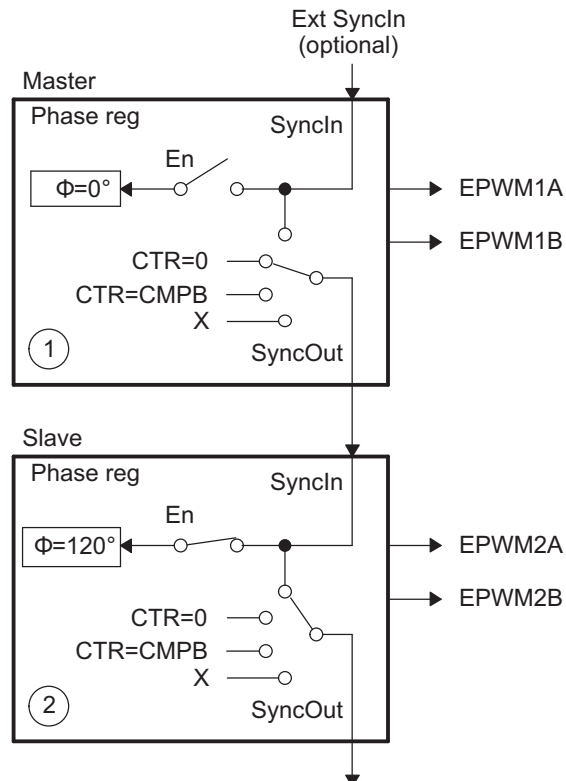 Ext SyncIn
(optional)
Master
Phase reg
SyncIn
En
Φ=0°
EPWM1A
EPWM1B
CTR=0
CTR=CMPB
X
1
SyncOut
Slave
Phase reg
SyncIn
En
Φ=120°
EPWM2A
EPWM2B
CTR=0
CTR=CMPB
X
2
SyncOut